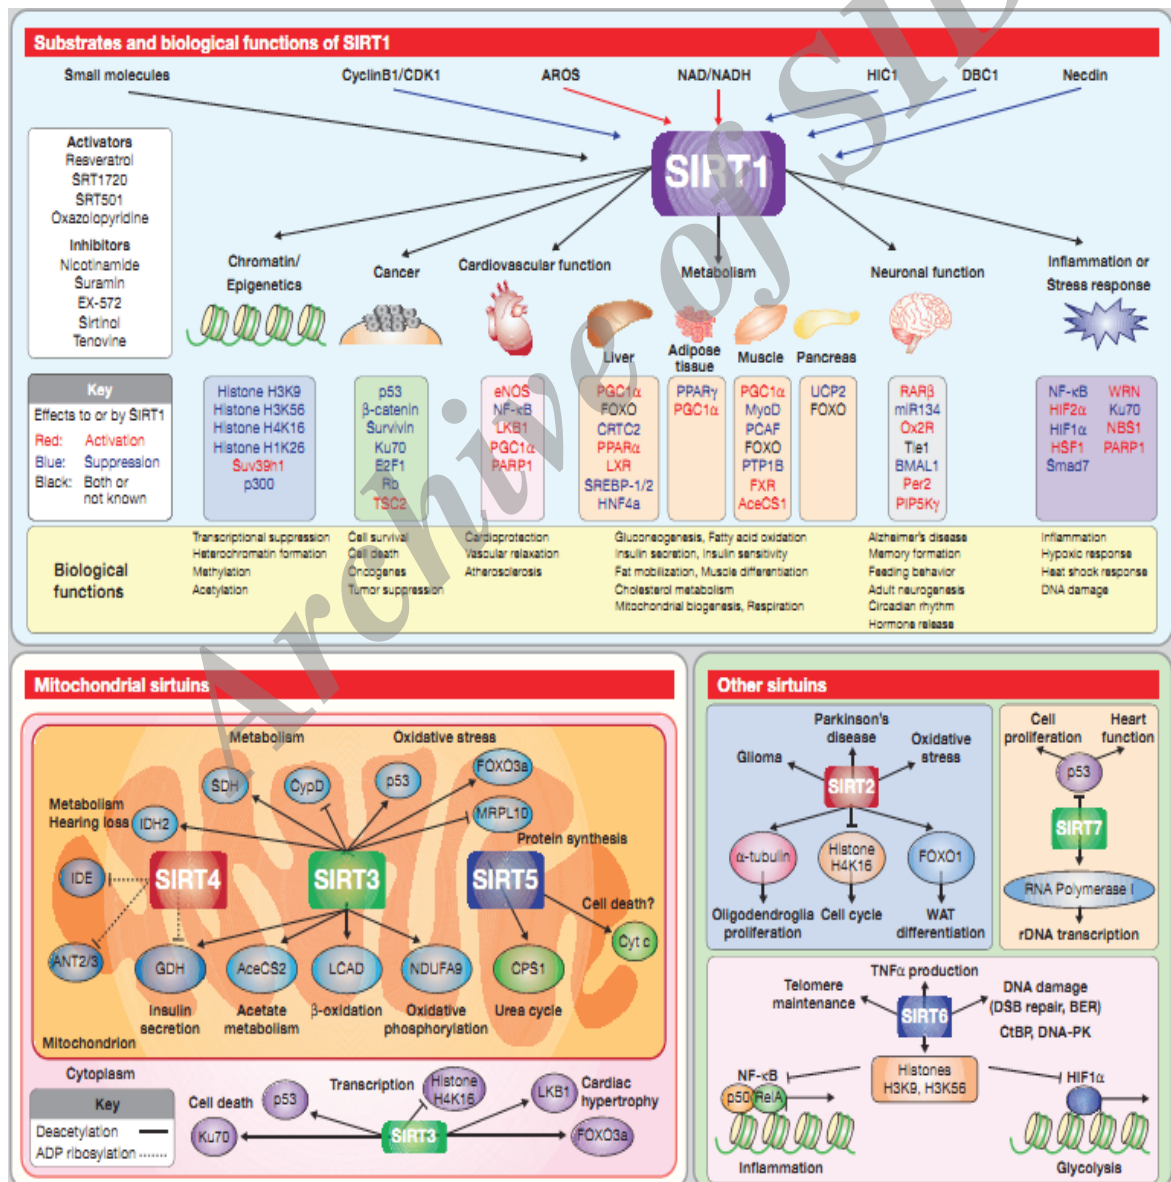 Substrates and biological functions of SIRT1
Small molecules
CyclinB1/CDK1
AROS
NAD/NADH
HIC1
DBC1
Necdin
SIRT1
Activators
Resveratrol
SRT1720
SRT501
Oxazolopyridine
Inhibitors
Nicotinamide
Suramin
EX-572
Sirtinol
Tenovine
Chromatin/
Epigenetics
Cancer
Cardiovascular function
Metabolism
Neuronal function
Inflammation or
Stress response
Liver
Adipose
tissue
Muscle
Pancreas
Key
Effects to or by SIRT1
Red: Activation
Blue: Suppression
Black: Both or
not known
Histone H3K9
Histone H3K56
Histone H4K16
Histone H1K26
Suv39h1
p300
p53
β-catenin
Survivin
Ku70
E2F1
Rb
TSC2
eNOS
NF-κB
LKB1
PGC1α
PARP1
PGC1α
FOXO
CRTC2
PPARα
LXR
SREBP-1/2
HNF4a
PPARγ
PGC1α
PGC1α
MyoD
PCAF
FOXO
PTP1B
FXR
AceCS1
UCP2
FOXO
RARβ
miR134
Ox2R
Tie1
BMAL1
Per2
PIP5Kγ
NF-κB WRN
HIF2α Ku70
HIF1α NBS1
HSF1 PARP1
Smad7
Biological
functions
Transcriptional suppression
Heterochromatin formation
Methylation
Acetylation
Cell survival
Cell death
Oncogenes
Tumor suppression
Cardioprotection
Vascular relaxation
Atherosclerosis
Gluconeogenesis, Fatty acid oxidation
Insulin secretion, Insulin sensitivity
Fat mobilization, Muscle differentiation
Cholesterol metabolism
Mitochondrial biogenesis, Respiration
Alzheimer's disease
Memory formation
Feeding behavior
Adult neurogenesis
Circadian rhythm
Hormone release
Inflammation
Hypoxic response
Heat shock response
DNA damage
Archive of SID
Mitochondrial sirtuins
Metabolism
Oxidative stress
SDH
CypD
p53
FOXO3a
Metabolism
Hearing loss
IDH2
MRPL10
Protein synthesis
IDE
SIRT4
SIRT3
SIRT5
Cell death?
ANT2/3
GDH
AceCS2
LCAD
NDUFA9
CPS1
Cyt c
Insulin
secretion
Acetate
metabolism
β-oxidation
Oxidative
phosphorylation
Urea cycle
Mitochondrion
Cytoplasm
Key
Deacetylation
ADP ribosylation
Cell death
p53
Transcription
Histone
H4K16
LKB1
Cardiac
hypertrophy
Ku70
SIRT3
FOXO3a
Other sirtuins
Parkinson's
disease
Glioma
Oxidative
stress
SIRT2
α-tubulin
Histone
H4K16
FOXO1
Oligodendroglia
proliferation
Cell cycle
WAT
differentiation
Cell
proliferation
Heart
function
p53
SIRT7
RNA Polymerase I
rDNA transcription
TNFα production
Telomere
maintenance
DNA damage
(DSB repair, BER)
SIRT6
CtBP, DNA-PK
Histones
H3K9, H3K56
NF-κB
p50 RelA
HIF1α
Inflammation
Glycolysis